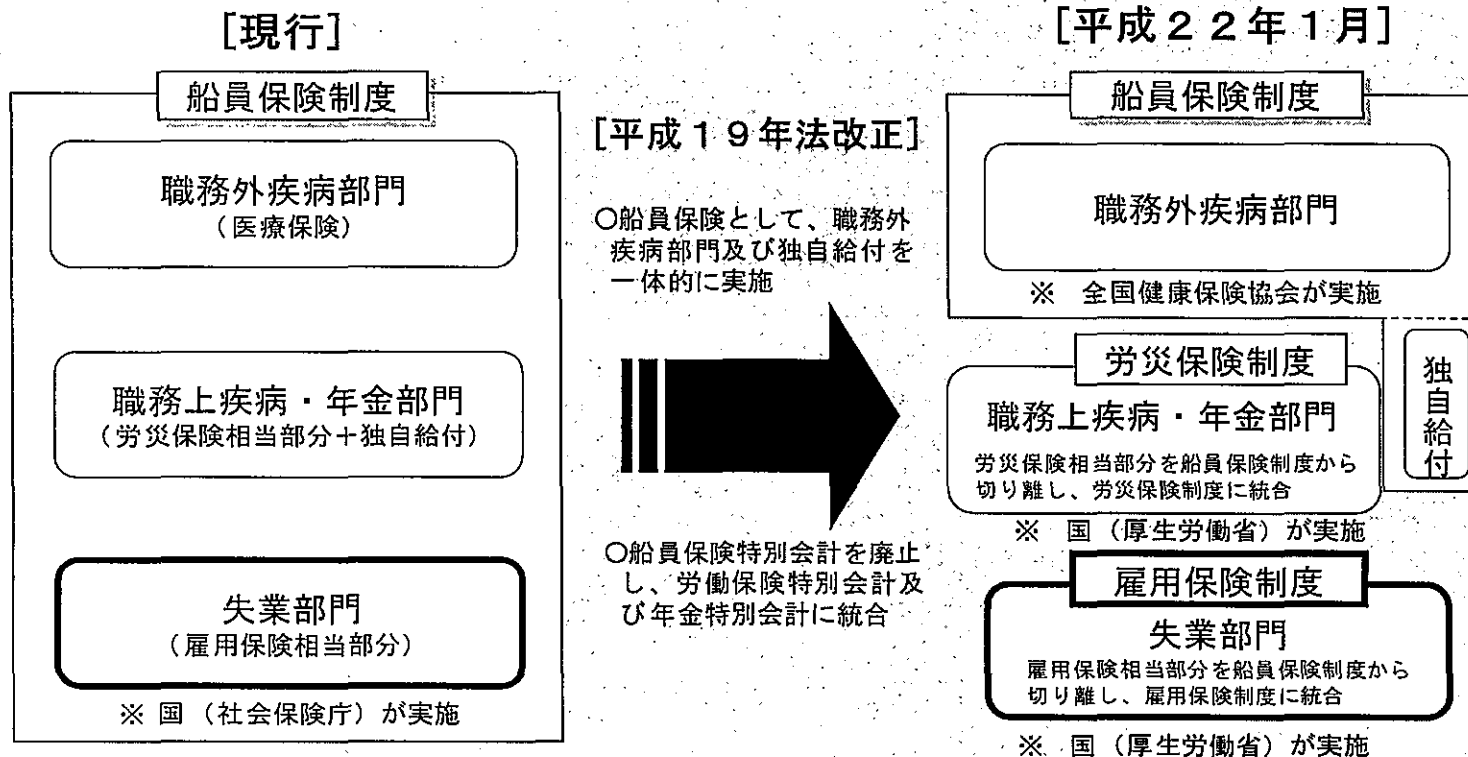 [現行]
船員保険制度
職務外疾病部門
(医療保険)
職務上疾病・年金部門
(労災保険相当部分+独自給付)
失業部門
(雇用保険相当部分)
※ 国(社会保険庁)が実施
[平成19年法改正]
○船員保険として、職務外
疾病部門及び独自給付を
一体的に実施
○船員保険特別会計を廃止
し、労働保険特別会計及
び年金特別会計に統合
[平成22年1月]
船員保険制度
職務外疾病部門
※ 全国健康保険協会が実施
労災保険制度
職務上疾病・年金部門
労災保険相当部分を船員保険制度から
切り離し、労災保険制度に統合
独自給付
※ 国(厚生労働省)が実施
雇用保険制度
失業部門
雇用保険相当部分を船員保険制度から
切り離し、雇用保険制度に統合
※ 国(厚生労働省)が実施